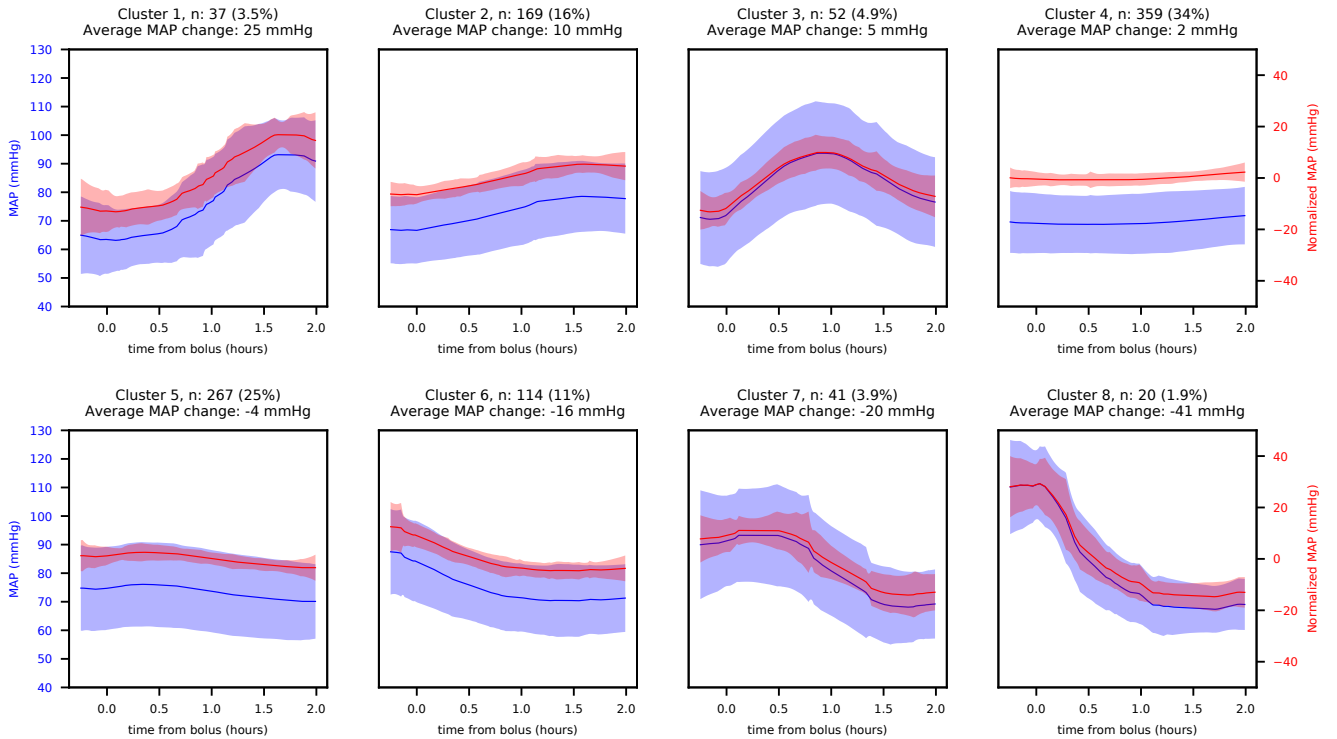 Cluster 1, n: 37 (3.5%)
Average MAP change: 25 mmHg
Cluster 2, n: 169 (16%)
Average MAP change: 10 mmHg
Cluster 3, n: 52 (4.9%)
Average MAP change: 5 mmHg
Cluster 4, n: 359 (34%)
Average MAP change: 2 mmHg
MAP (mmHg)
130
120
110
100
90
80
70
60
50
40
40
20
0
−20
−40
Normalized MAP (mmHg)
0.0 0.5 1.0 1.5 2.0
time from bolus (hours)
0.0 0.5 1.0 1.5 2.0
time from bolus (hours)
0.0 0.5 1.0 1.5 2.0
time from bolus (hours)
0.0 0.5 1.0 1.5 2.0
time from bolus (hours)
Cluster 5, n: 267 (25%)
Average MAP change: -4 mmHg
Cluster 6, n: 114 (11%)
Average MAP change: -16 mmHg
Cluster 7, n: 41 (3.9%)
Average MAP change: -20 mmHg
Cluster 8, n: 20 (1.9%)
Average MAP change: -41 mmHg
MAP (mmHg)
130
120
110
100
90
80
70
60
50
40
40
20
0
−20
−40
Normalized MAP (mmHg)
0.0 0.5 1.0 1.5 2.0
time from bolus (hours)
0.0 0.5 1.0 1.5 2.0
time from bolus (hours)
0.0 0.5 1.0 1.5 2.0
time from bolus (hours)
0.0 0.5 1.0 1.5 2.0
time from bolus (hours)